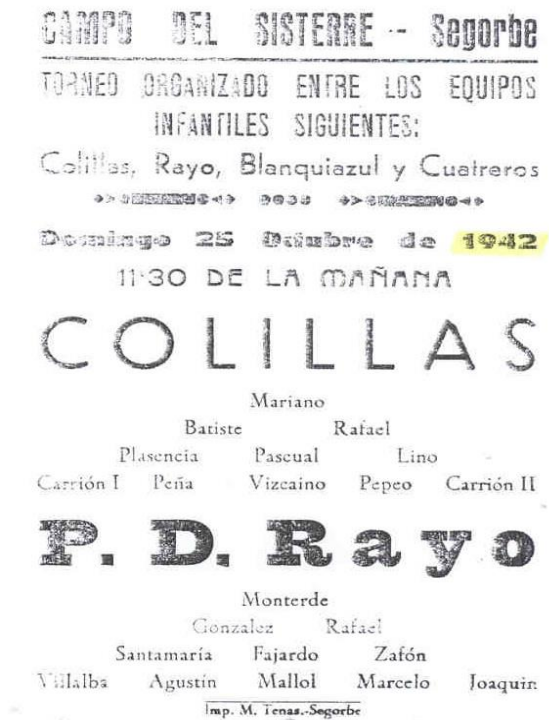 CAMPO DEL SISTERRE - Segorbe
TORNEO ORGANIZADO ENTRE LOS EQUIPOS
INFANTILES SIGUIENTES:
Colillas, Rayo, Blanquiazul y Cuatreros
Domingo 25 Octubre de 1942
11'30 DE LA MAÑANA
COLILLAS
Mariano
Batiste Rafael
Plasencia Pascual Lino
Carrión I Peña Vizcaino Pepeo Carrión II
P. D. Rayo
Monterde
Gonzalez Rafael
Santamaría Fajardo Zafón
Villalba Agustín Mallol Marcelo Joaquin
Imp. M. Tenas.-Segorbe